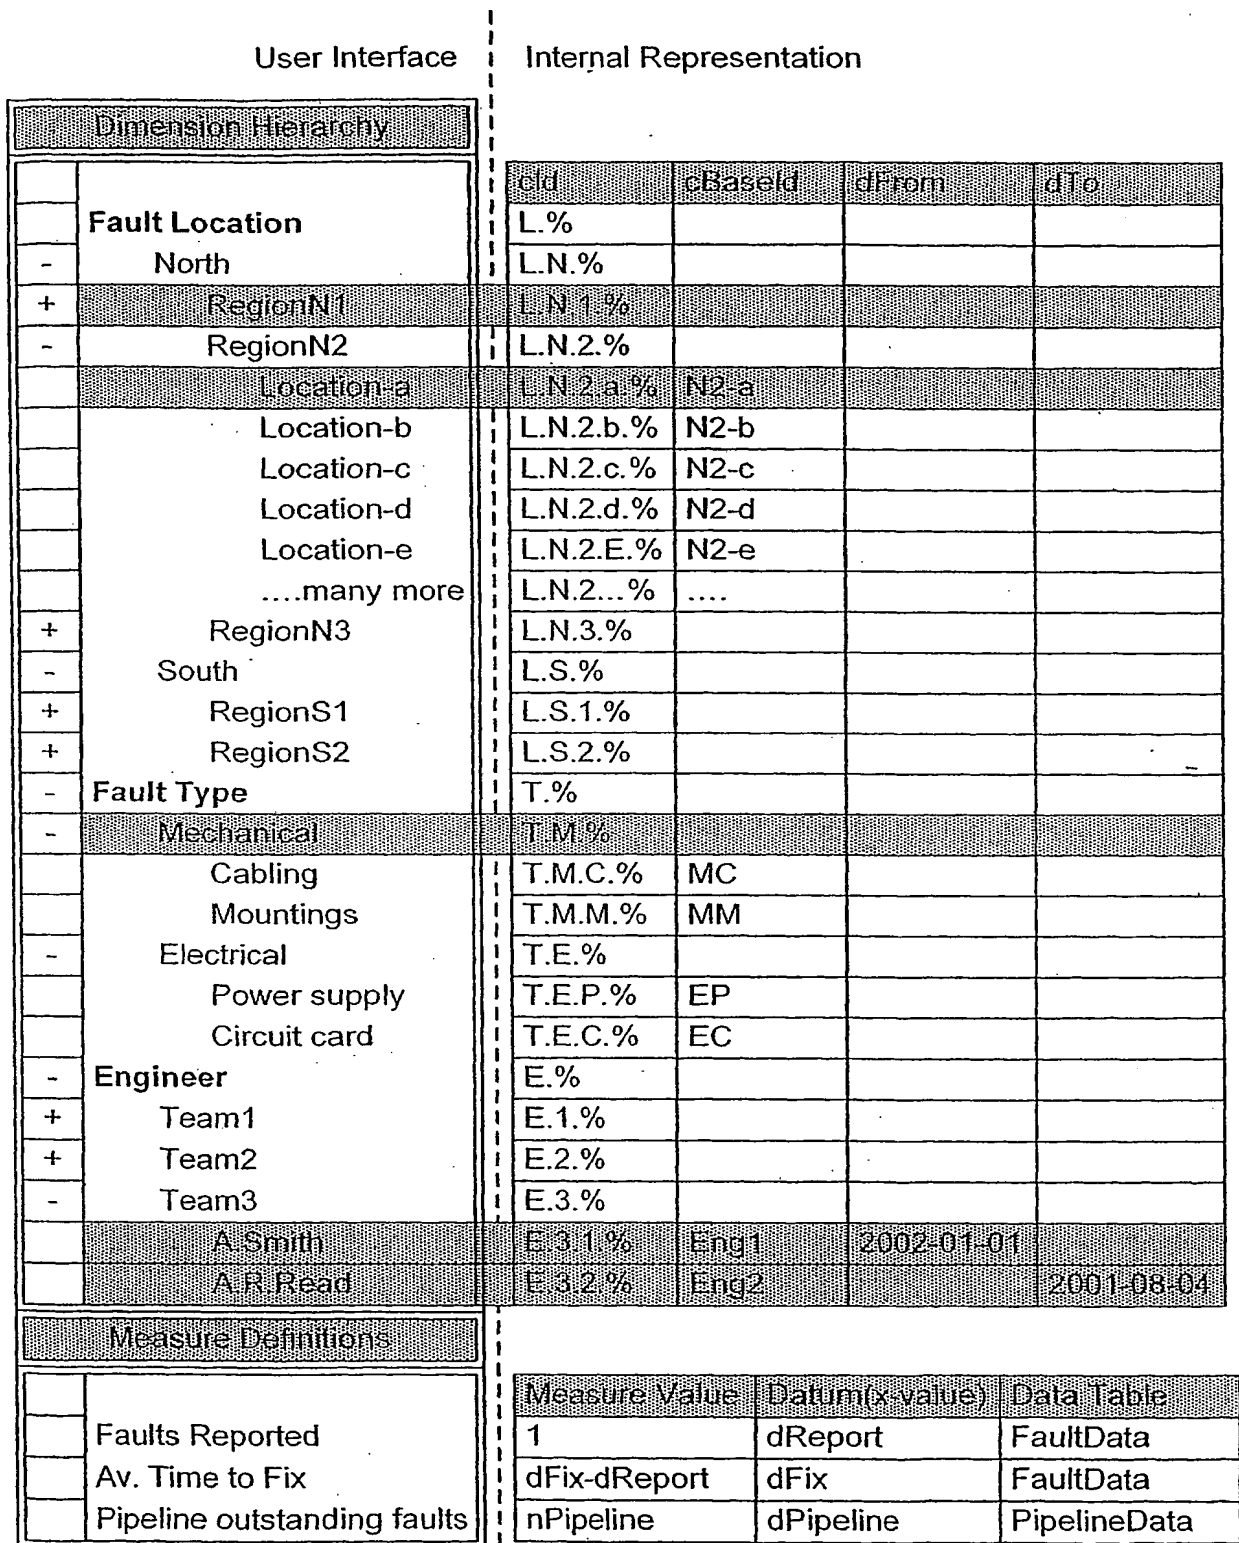 User Interface Internal Representation
Dimension Hierarchy
cId cBaseId dFrom dTo
Fault Location L.%
- North L.N.%
+ RegionN1 L.N.1.%
- RegionN2 L.N.2.%
Location-a L.N.2.a.% N2-a
Location-b L.N.2.b.% N2-b
Location-c L.N.2.c.% N2-c
Location-d L.N.2.d.% N2-d
Location-e L.N.2.E.% N2-e
....many more L.N.2...% ....
+ RegionN3 L.N.3.%
- South L.S.%
+ RegionS1 L.S.1.%
+ RegionS2 L.S.2.%
- Fault Type T.%
- Mechanical T.M.%
Cabling T.M.C.% MC
Mountings T.M.M.% MM
- Electrical T.E.%
Power supply T.E.P.% EP
Circuit card T.E.C.% EC
- Engineer E.%
+ Team1 E.1.%
+ Team2 E.2.%
- Team3 E.3.%
A.Smith E.3.1.% Eng1 2002-01-01
A.R.Read E.3.2.% Eng2 2001-08-04
Measure Definitions
Measure Value Datum(x-value) Data Table
Faults Reported 1 dReport FaultData
Av. Time to Fix dFix-dReport dFix FaultData
Pipeline outstanding faults nPipeline dPipeline PipelineData